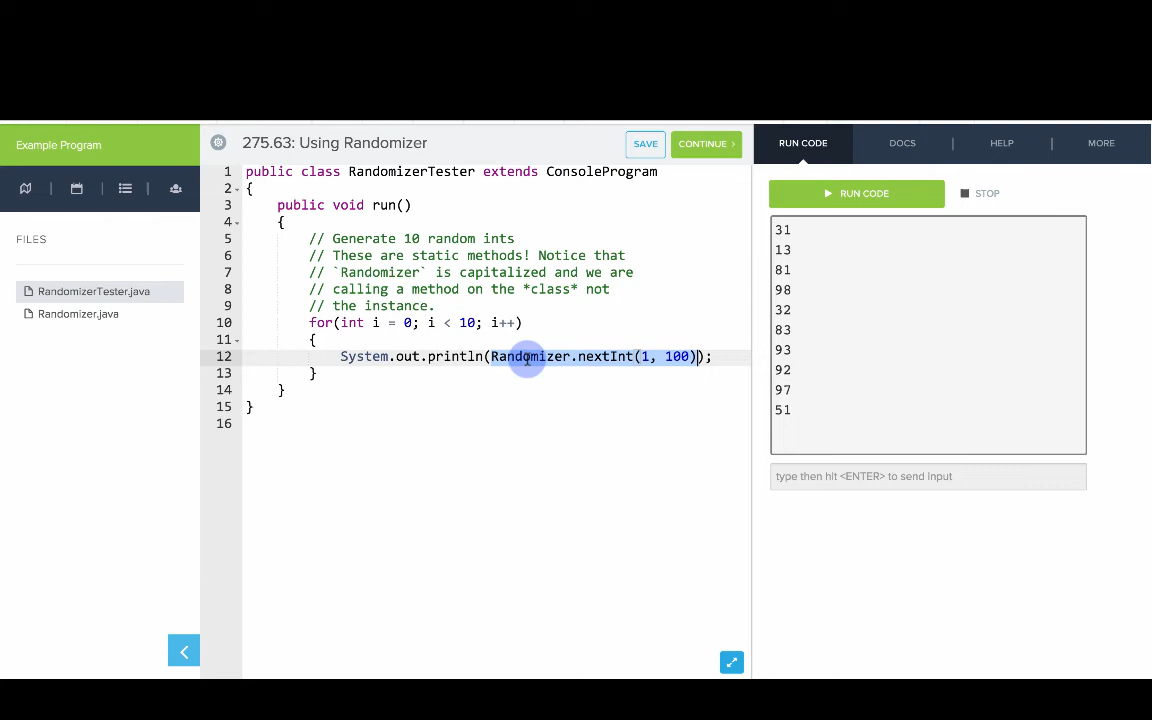 Example Program
275.63: Using Randomizer
SAVE
CONTINUE ›
RUN CODE
DOCS
HELP
MORE
FILES
RandomizerTester.java
Randomizer.java
1 public class RandomizerTester extends ConsoleProgram
2 {
3     public void run()
4     {
5         // Generate 10 random ints
6         // These are static methods! Notice that
7         // `Randomizer` is capitalized and we are
8         // calling a method on the *class* not
9         // the instance.
10         for(int i = 0; i < 10; i++)
11         {
12             System.out.println(Randomizer.nextInt(1, 100));
13         }
14     }
15 }
16
RUN CODE
STOP
31
13
81
98
32
83
93
92
97
51
type then hit <ENTER> to send input